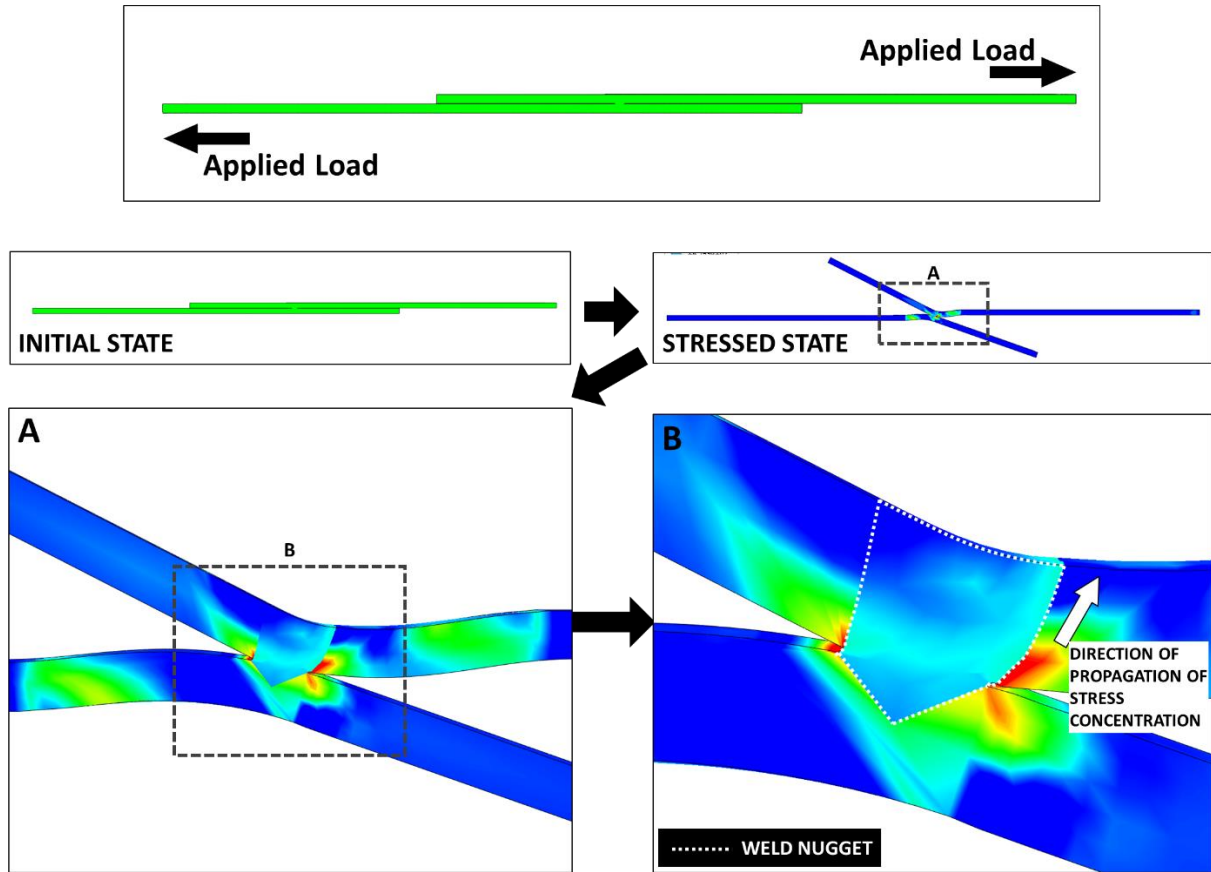 Applied Load
Applied Load
INITIAL STATE
A
STRESSED STATE
A
B
B
DIRECTION OF
PROPAGATION OF
STRESS
CONCENTRATION
WELD NUGGET